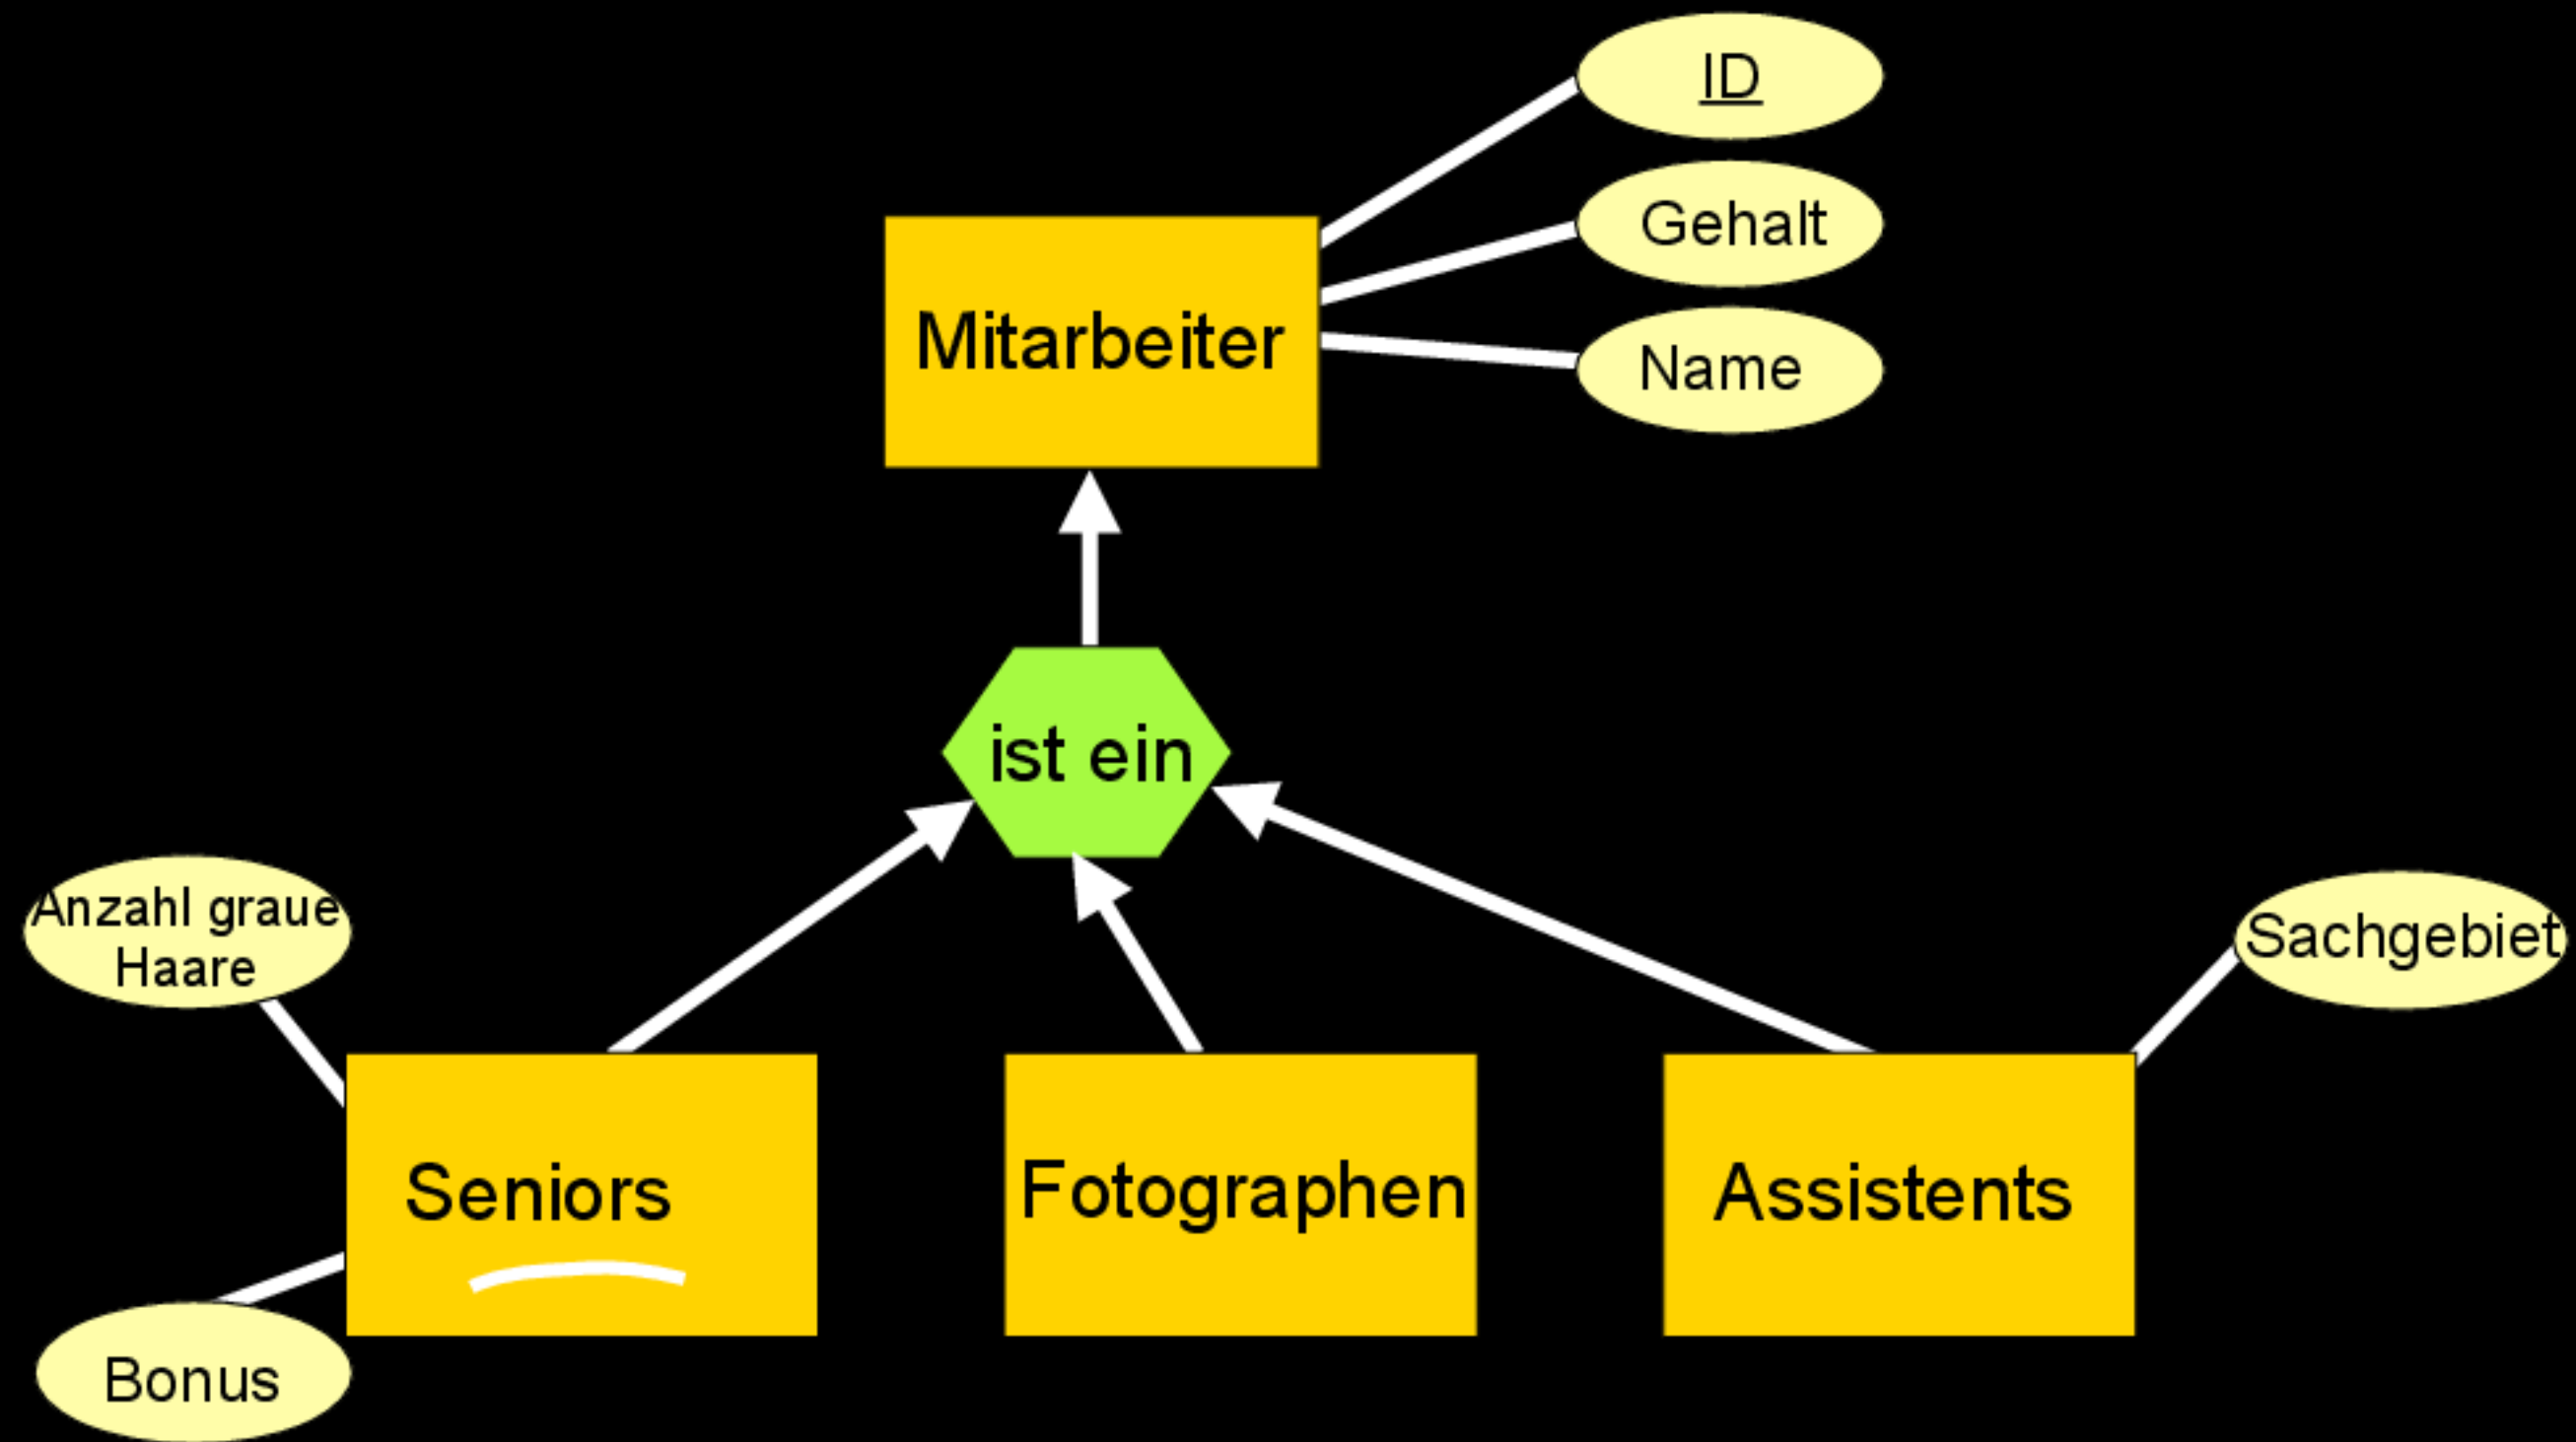 ID
Gehalt
Mitarbeiter
Name
ist ein
Anzahl graue
Haare
Sachgebiet
Seniors
Fotographen
Assistents
Bonus